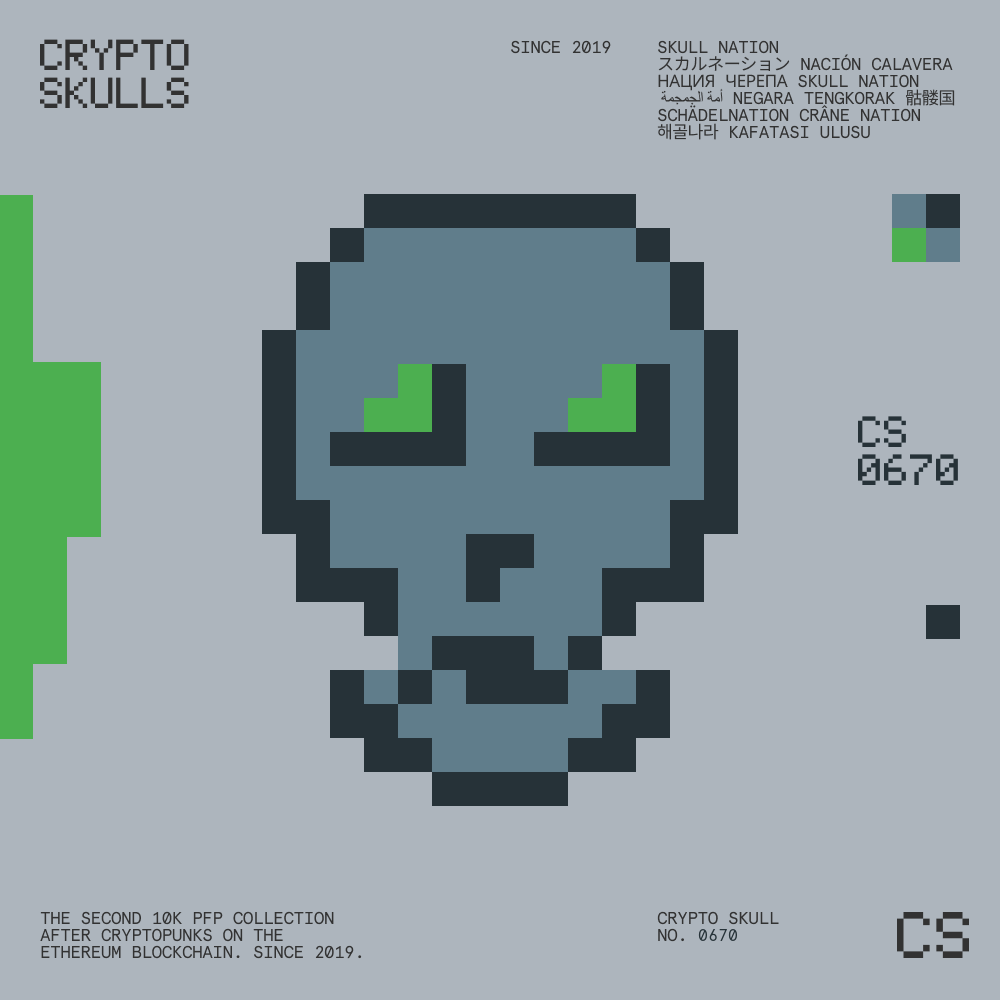 CRYPTO
SKULLS
SINCE 2019
SKULL NATION
スカルネーション NACIÓN CALAVERA
НАЦИЯ ЧЕРЕПА SKULL NATION
أمة الجمجمة NEGARA TENGKORAK 骷髅国
SCHÄDELNATION CRÂNE NATION
해골나라 KAFATASI ULUSU
CS
0670
THE SECOND 10K PFP COLLECTION
AFTER CRYPTOPUNKS ON THE
ETHEREUM BLOCKCHAIN. SINCE 2019.
CRYPTO SKULL
NO. 0670
CS